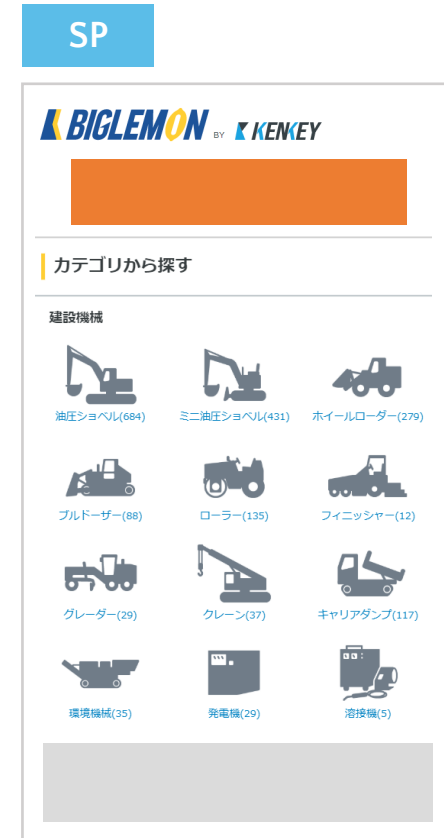 SP
BIGLEMON BY KENKEY
カテゴリから探す
建設機械
油圧ショベル(684) ミニ油圧ショベル(431) ホイールローダー(279)
ブルドーザー(88) ローラー(135) フィニッシャー(12)
グレーダー(29) クレーン(37) キャリアダンプ(117)
環境機械(35) 発電機(29) 溶接機(5)